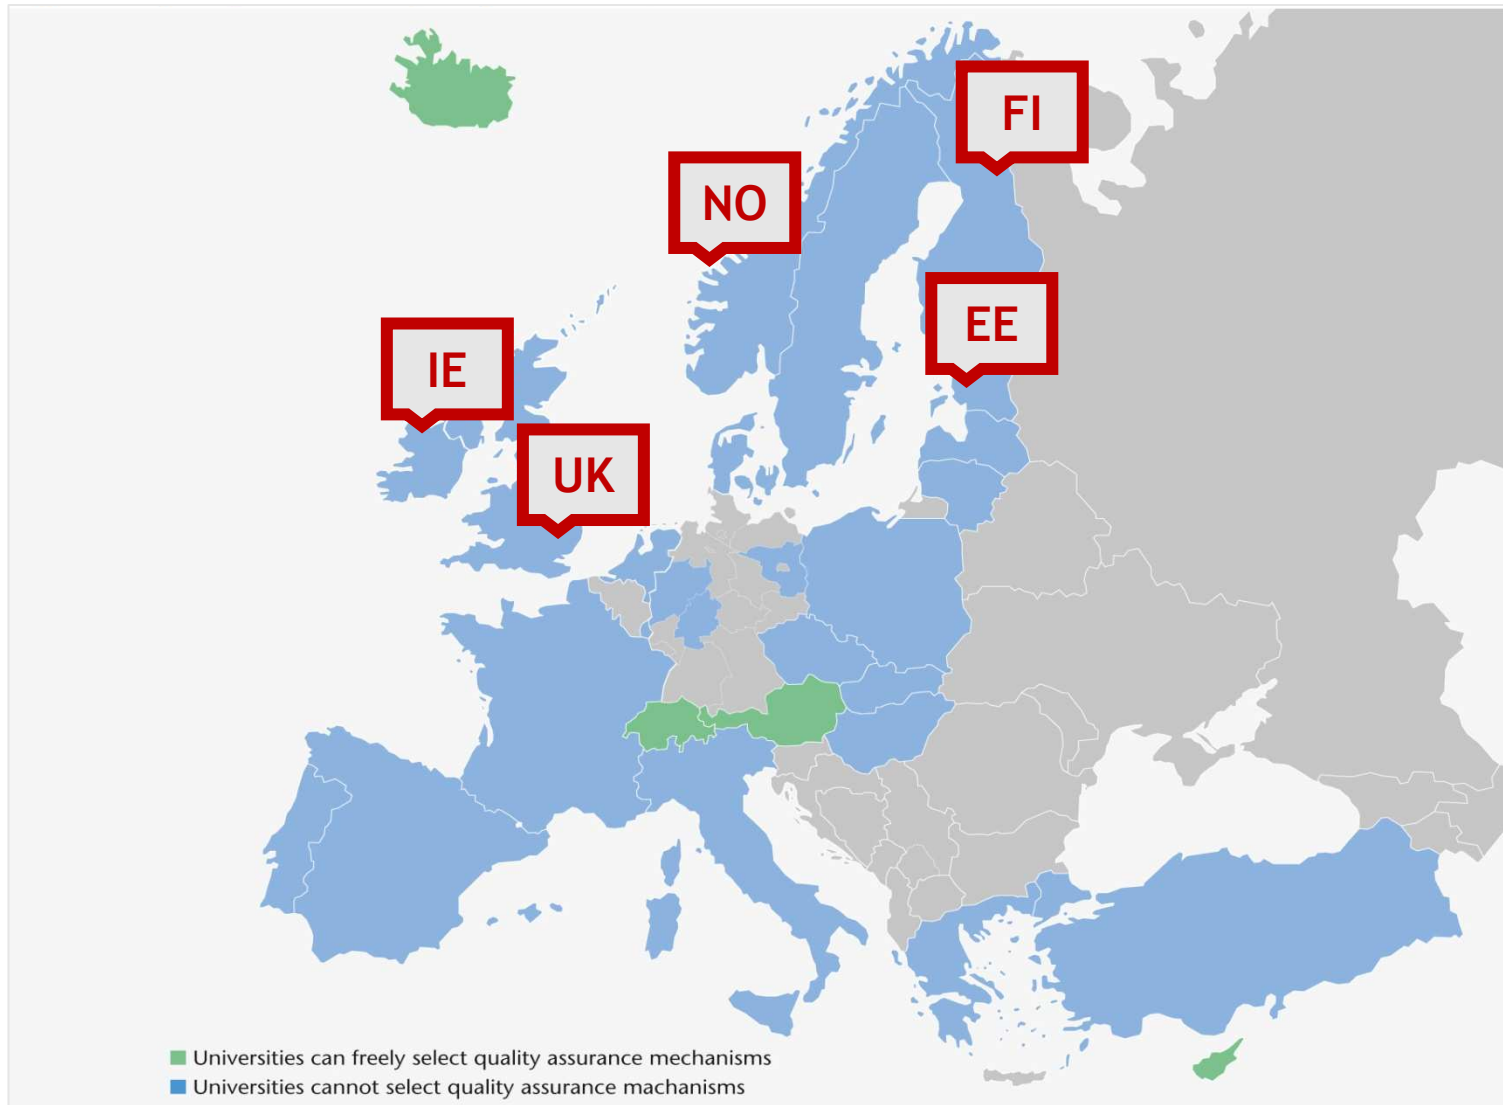 FI
NO
EE
IE
UK
Universities can freely select quality assurance mechanisms
Universities cannot select quality assurance machanisms